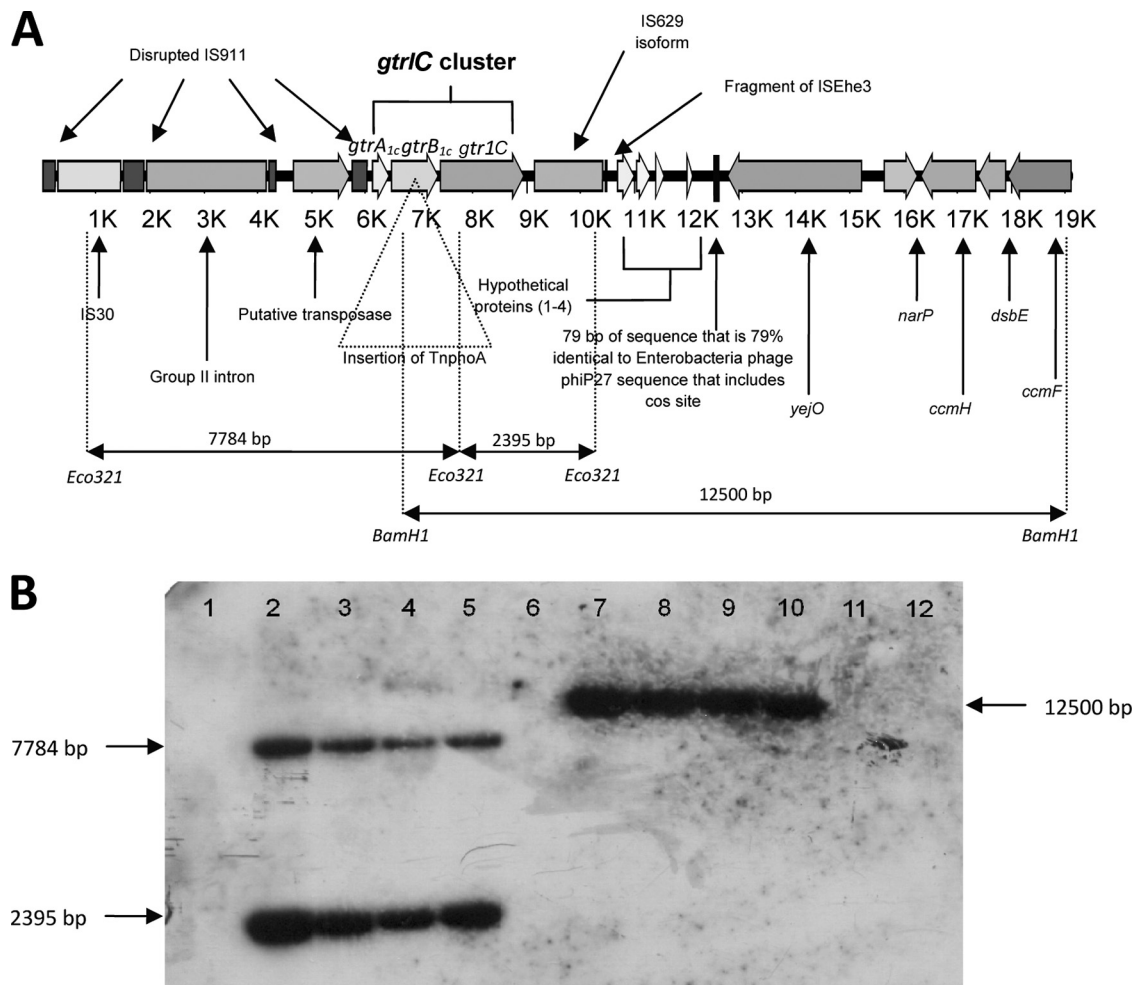 A
Disrupted IS911
gtrIC cluster
IS629
isoform
Fragment of ISEhe3
gtrA1c gtrB1c gtr1C
1K 2K 3K 4K 5K 6K 7K 8K 9K 10K 11K 12K 13K 14K 15K 16K 17K 18K 19K
IS30
Group II intron
Putative transposase
Insertion of TnphoA
Hypothetical
proteins (1-4)
79 bp of sequence that is 79%
identical to Enterobacteria phage
phiP27 sequence that includes
cos site
yejO
narP
ccmH
dsbE
ccmF
7784 bp
2395 bp
Eco321
Eco321
Eco321
12500 bp
BamH1
BamH1
B
1 2 3 4 5 6 7 8 9 10 11 12
12500 bp
7784 bp
2395 bp